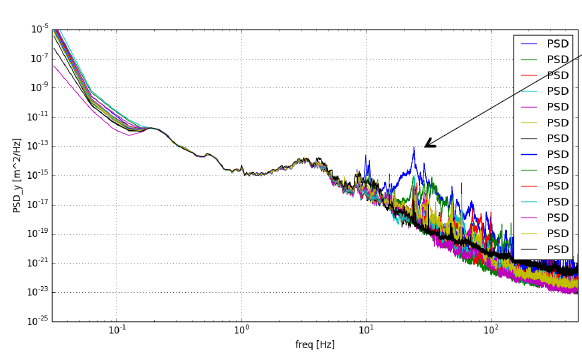 10^-5
10^-7
10^-9
10^-11
10^-13
10^-15
10^-17
10^-19
10^-21
10^-23
10^-25
PSD_y [m^2/Hz]
10^-1
10^0
10^1
10^2
freq [Hz]
PSD
PSD
PSD
PSD
PSD
PSD
PSD
PSD
PSD
PSD
PSD
PSD
PSD
PSD